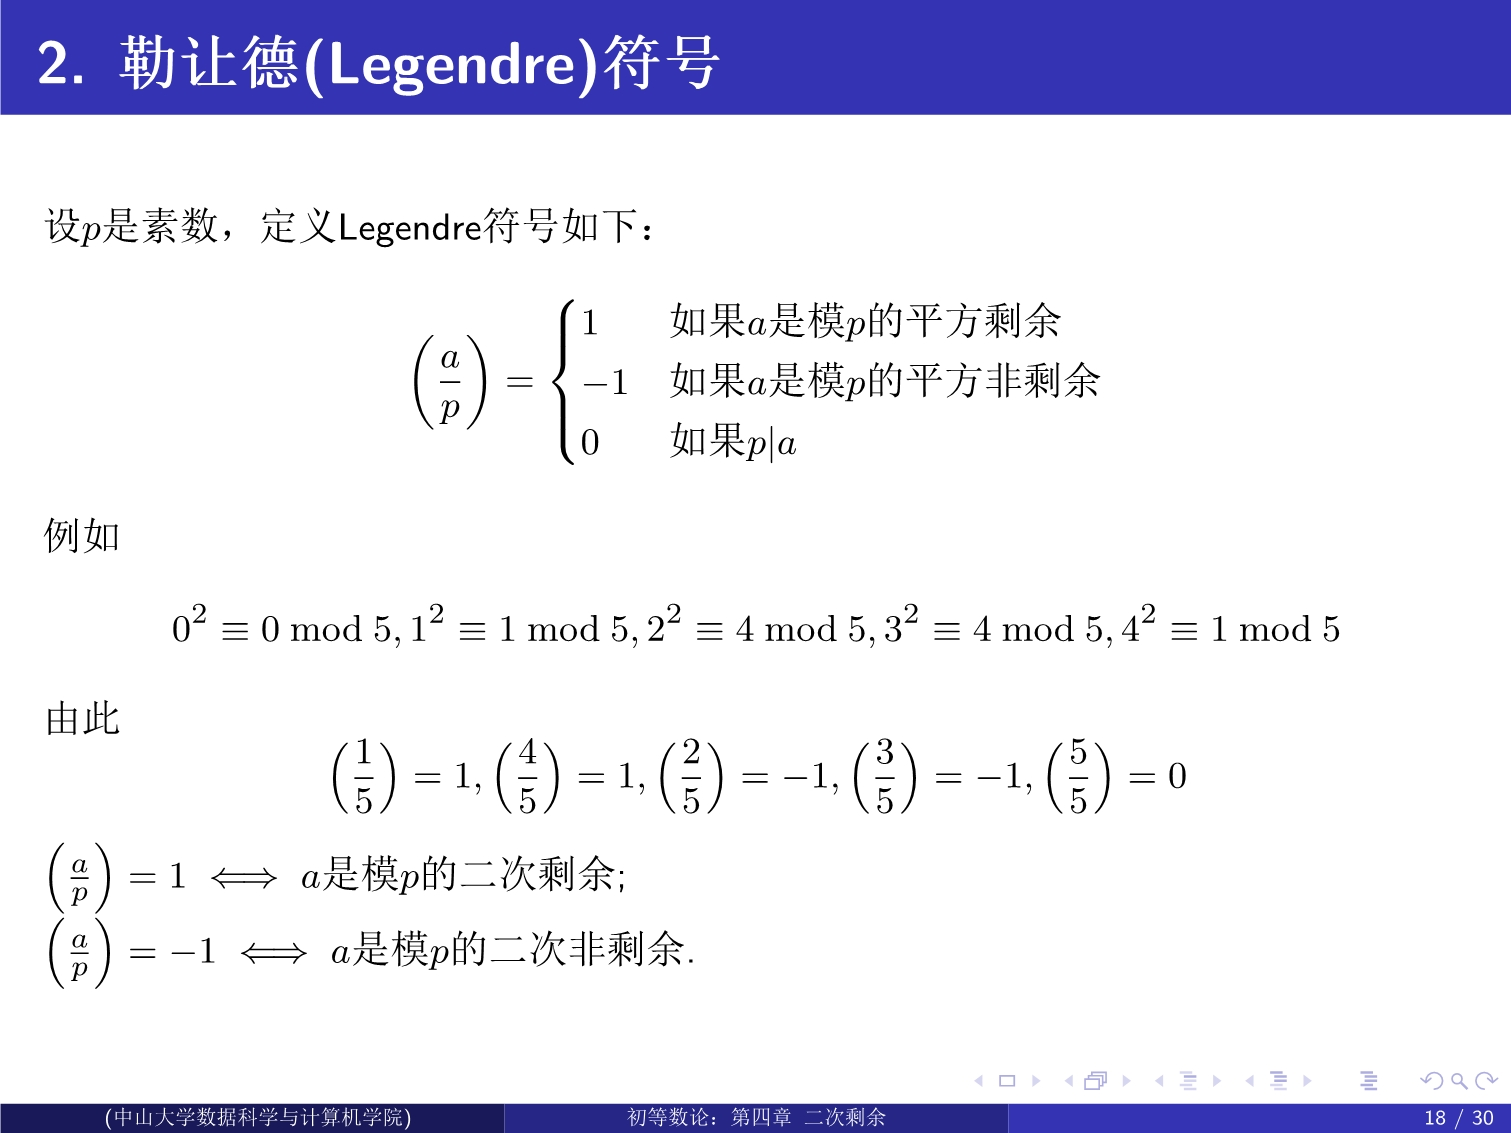 2. 勒让德(Legendre)符号
设p是素数，定义Legendre符号如下：
(a/p) = { 1 如果a是模p的平方剩余
−1 如果a是模p的平方非剩余
0 如果p|a
例如
0² ≡ 0 mod 5, 1² ≡ 1 mod 5, 2² ≡ 4 mod 5, 3² ≡ 4 mod 5, 4² ≡ 1 mod 5
由此
(1/5) = 1, (4/5) = 1, (2/5) = −1, (3/5) = −1, (5/5) = 0
(a/p) = 1 ⟺ a是模p的二次剩余;
(a/p) = −1 ⟺ a是模p的二次非剩余.
(中山大学数据科学与计算机学院) 初等数论：第四章 二次剩余 18 / 30